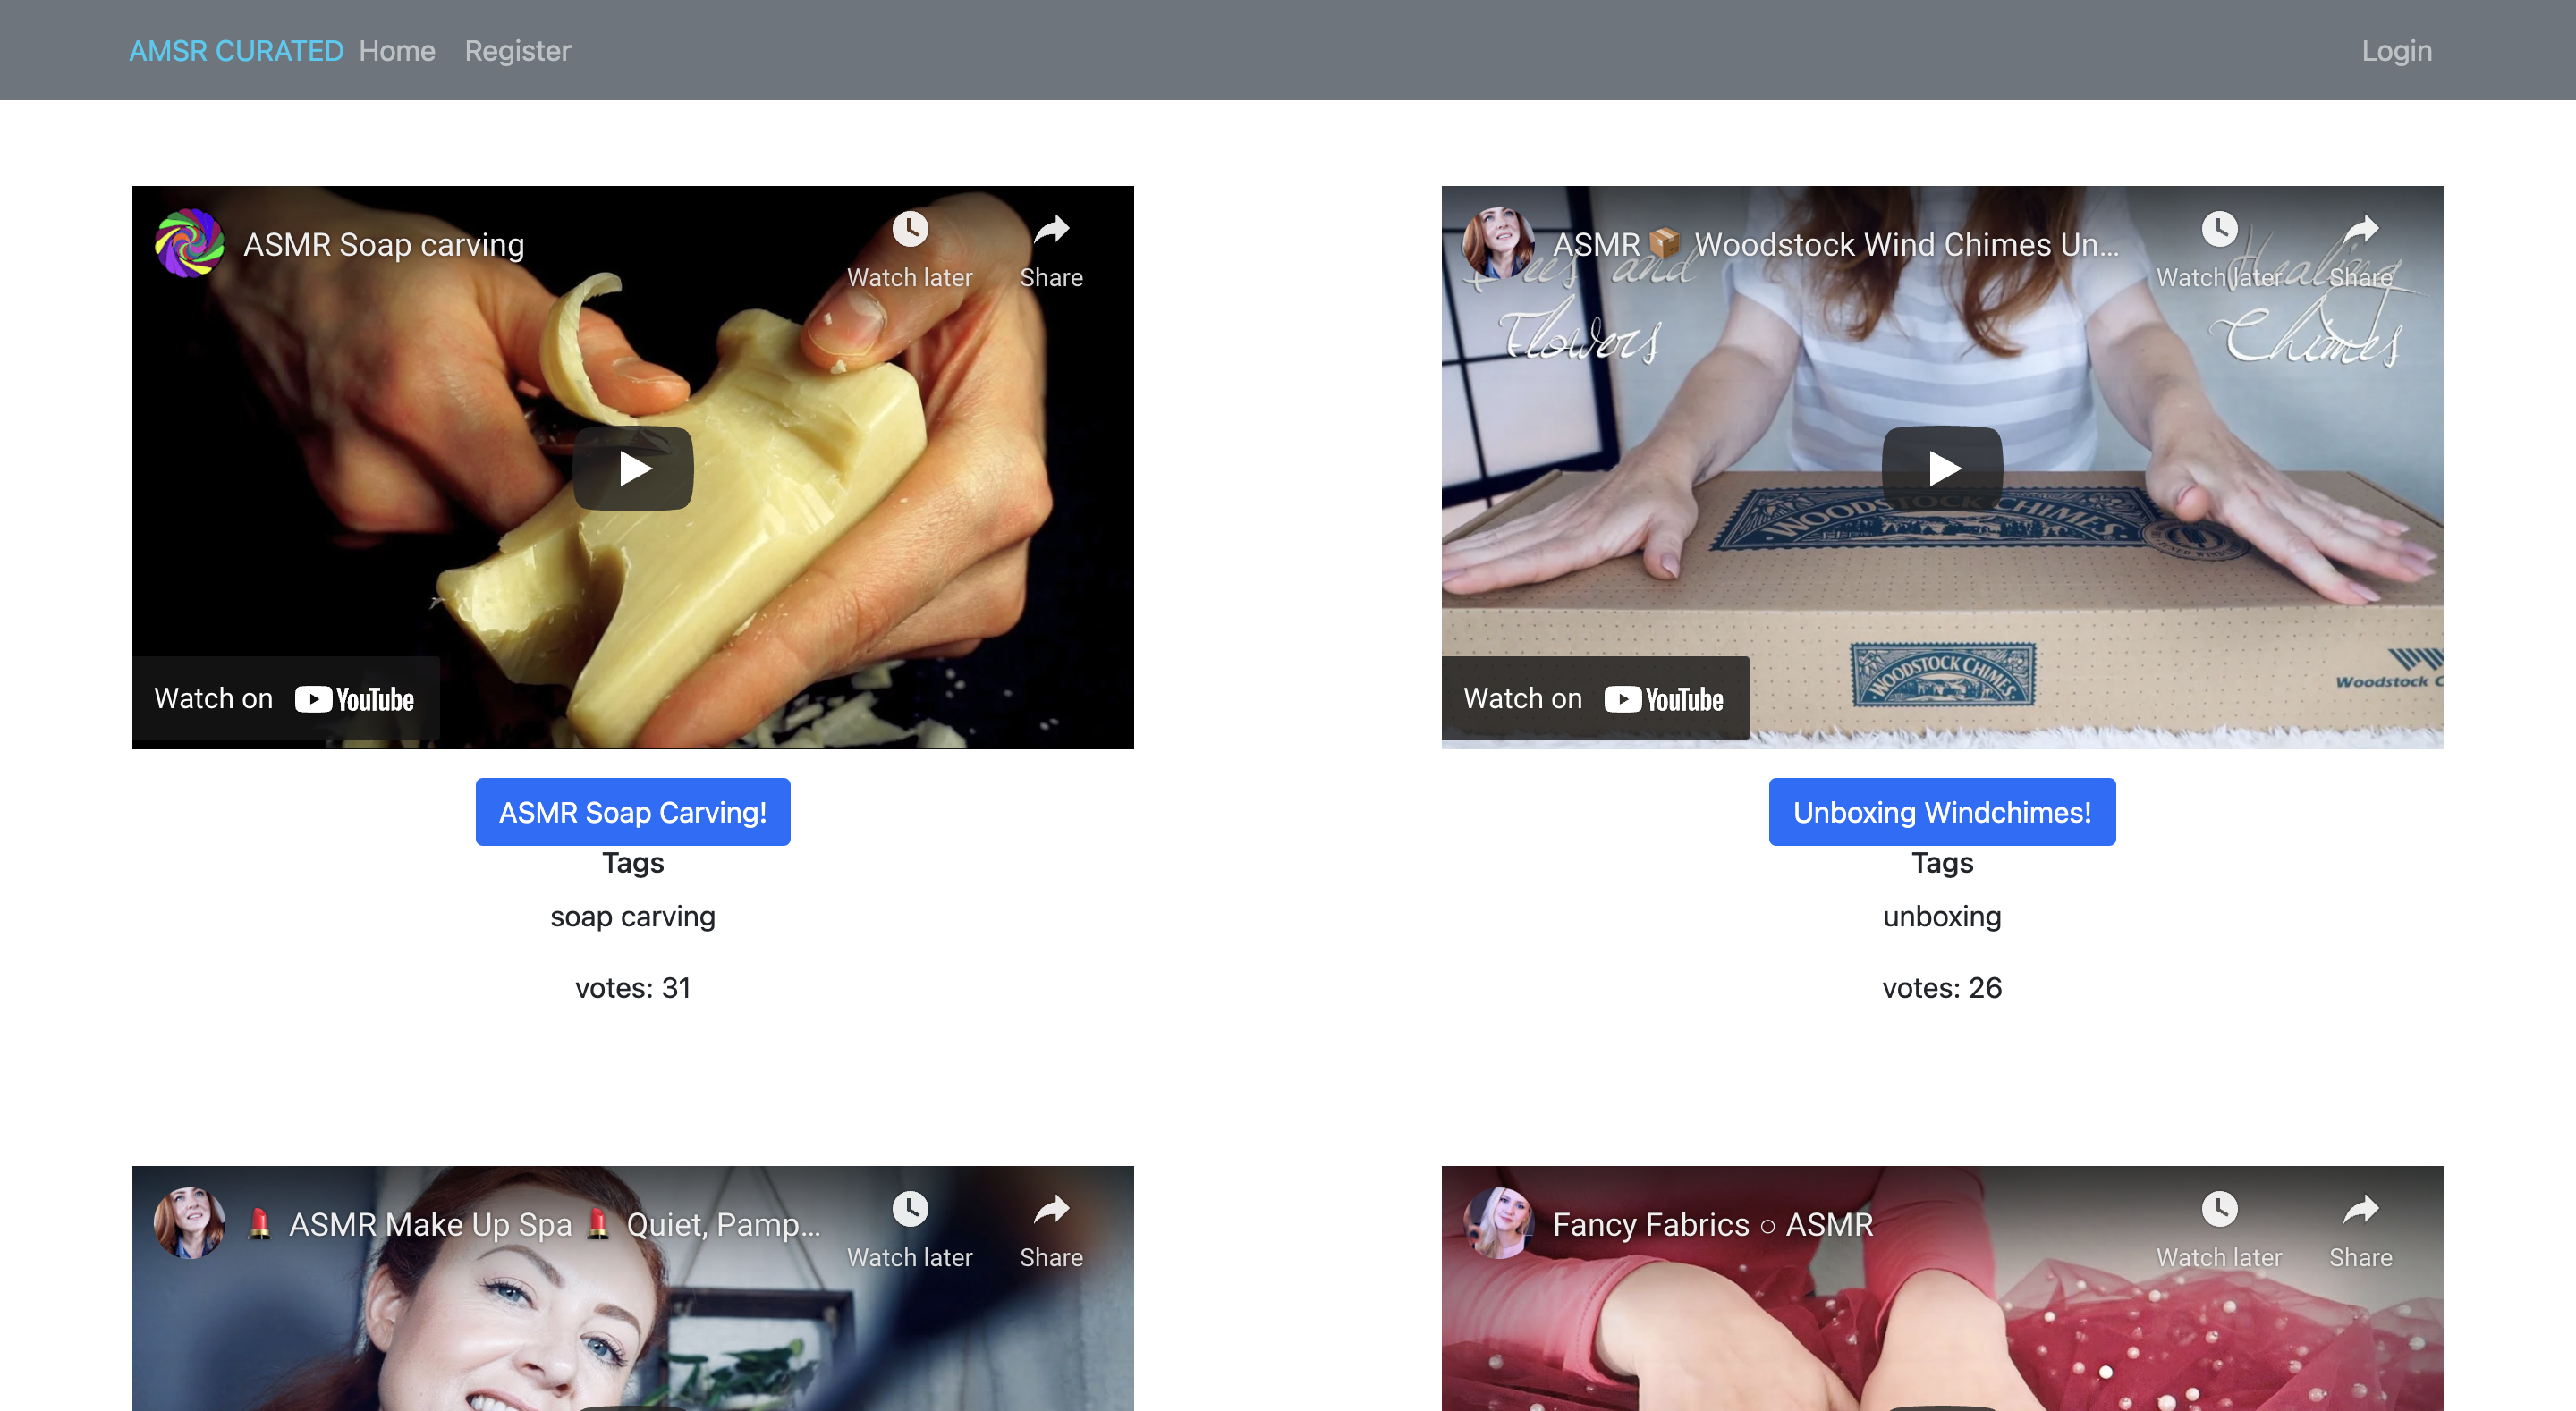 AMSR CURATED Home Register Login
ASMR Soap carving
Watch later Share
Watch on YouTube
ASMR 📦 Woodstock Wind Chimes Un...
Watch later Share
Bees and Flowers
Healing Chimes
WOODSTOCK CHIMES
WOODSTOCK CHIMES
Woodstock C
Watch on YouTube
ASMR Soap Carving!
Tags
soap carving
votes: 31
Unboxing Windchimes!
Tags
unboxing
votes: 26
💄 ASMR Make Up Spa 💄 Quiet, Pamp...
Watch later Share
Fancy Fabrics ○ ASMR
Watch later Share